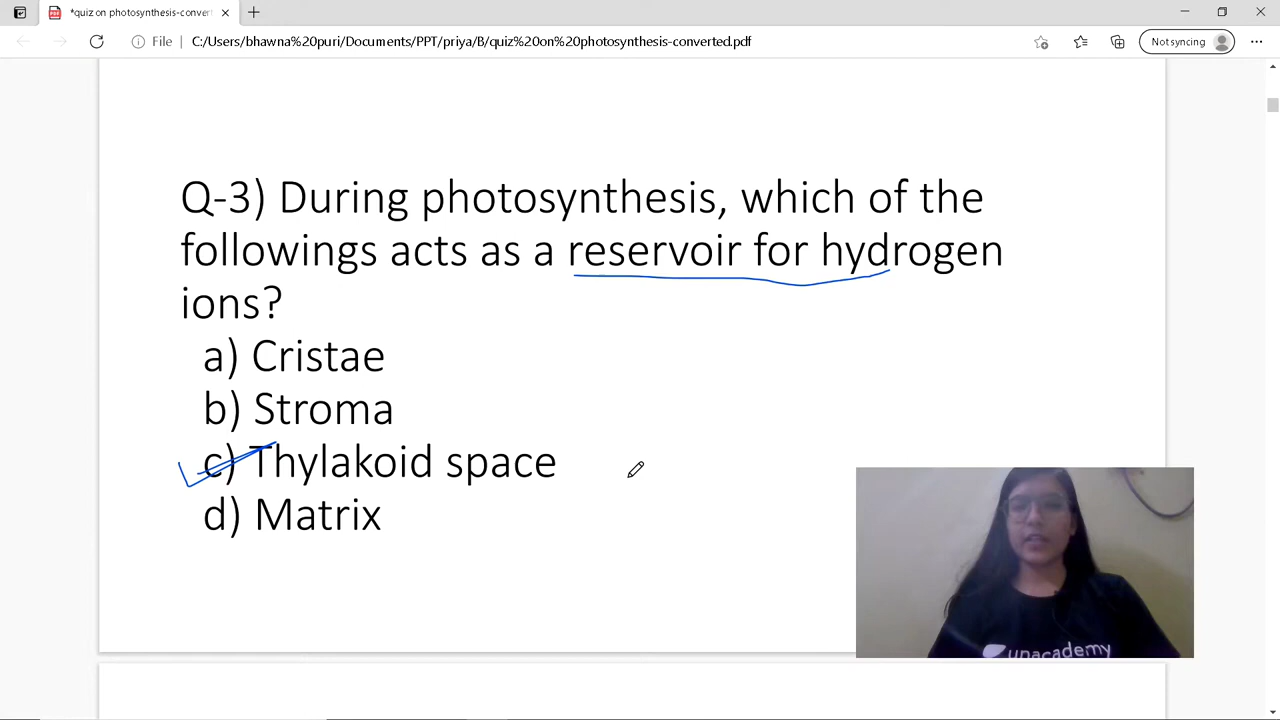 *quiz on photosynthesis-convert
File
C:/Users/bhawna%20puri/Documents/PPT/priya/B/quiz%20on%20photosynthesis-converted.pdf
Not syncing
Q-3) During photosynthesis, which of the
followings acts as a reservoir for hydrogen
ions?
a) Cristae
b) Stroma
c) Thylakoid space
d) Matrix
unacademy